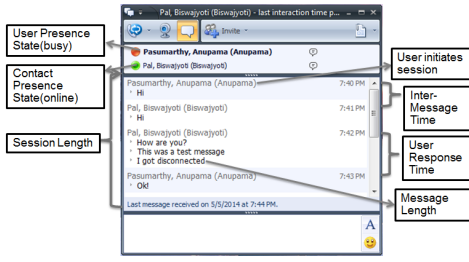 Pal, Biswajyoti (Biswajyoti) - last interaction time p...
Invite
User Presence
State(busy)
Contact
Presence
State(online)
Session Length
Pasumarthy, Anupama (Anupama)
Pal, Biswajyoti (Biswajyoti)
Pasumarthy, Anupama (Anupama) 7:40 PM
Hi
Pal, Biswajyoti (Biswajyoti) 7:41 PM
Hi
Pal, Biswajyoti (Biswajyoti) 7:42 PM
How are you?
This was a test message
I got disconnected
Pasumarthy, Anupama (Anupama) 7:43 PM
Ok!
Last message received on 5/5/2014 at 7:44 PM.
A
User initiates
session
Inter-
Message
Time
User
Response
Time
Message
Length